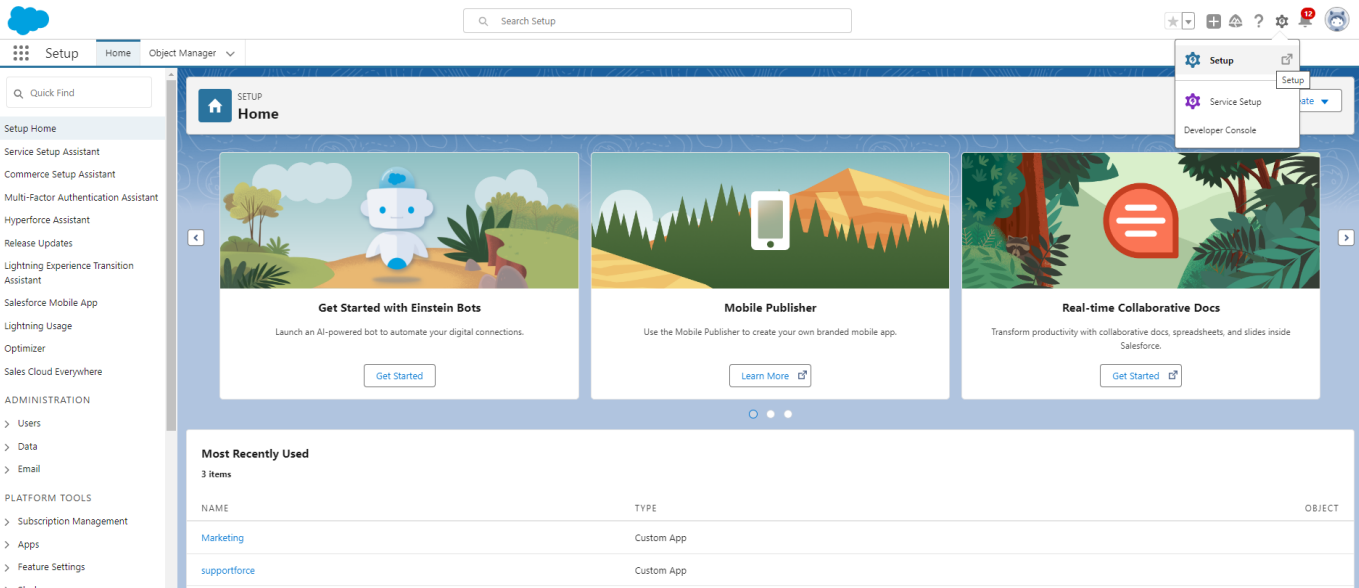 Search Setup
12
Setup
Home
Object Manager
Setup
Setup
Service Setup
Developer Console
Quick Find
Setup Home
Service Setup Assistant
Commerce Setup Assistant
Multi-Factor Authentication Assistant
Hyperforce Assistant
Release Updates
Lightning Experience Transition
Assistant
Salesforce Mobile App
Lightning Usage
Optimizer
Sales Cloud Everywhere
ADMINISTRATION
Users
Data
Email
PLATFORM TOOLS
Subscription Management
Apps
Feature Settings
SETUP
Home
Get Started with Einstein Bots
Launch an AI-powered bot to automate your digital connections.
Get Started
Mobile Publisher
Use the Mobile Publisher to create your own branded mobile app.
Learn More
Real-time Collaborative Docs
Transform productivity with collaborative docs, spreadsheets, and slides inside
Salesforce.
Get Started
Most Recently Used
3 items
NAME TYPE OBJECT
Marketing Custom App
supportforce Custom App